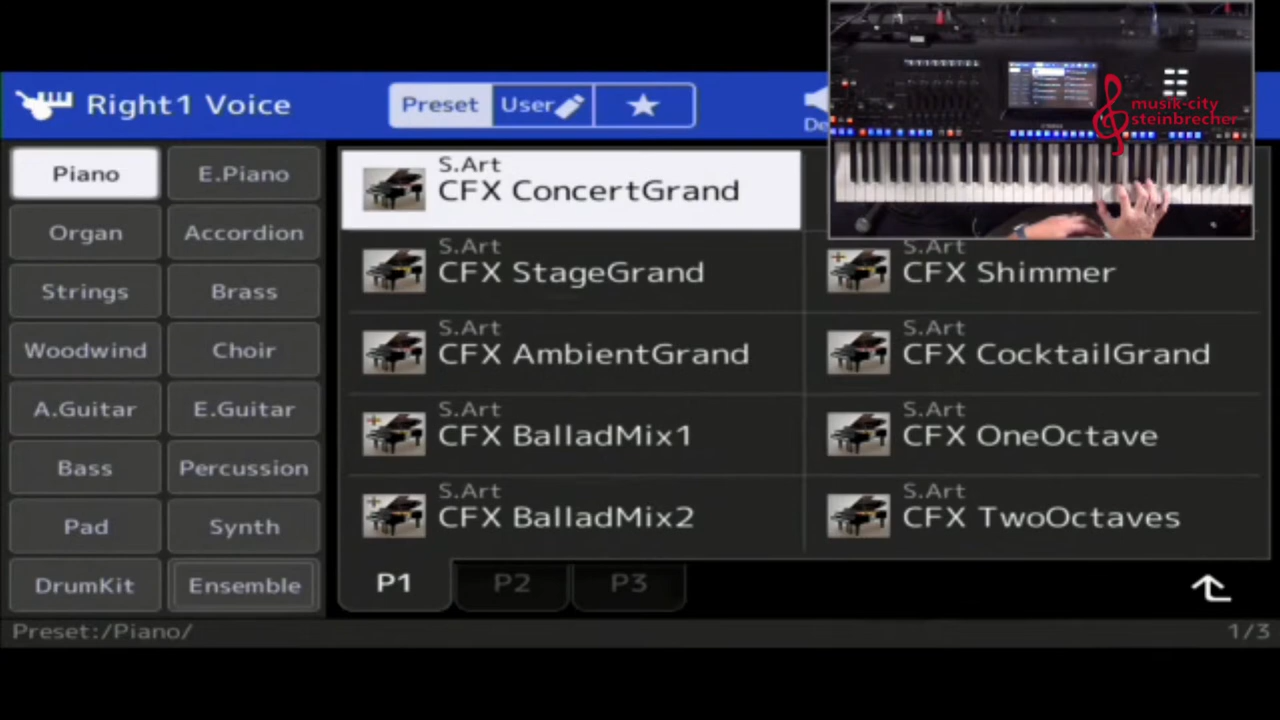 Right1 Voice
Preset
User
De
musik-city
steinbrecher
Piano
E.Piano
Organ
Accordion
Strings
Brass
Woodwind
Choir
A.Guitar
E.Guitar
Bass
Percussion
Pad
Synth
DrumKit
Ensemble
S.Art
CFX ConcertGrand
S.Art
CFX StageGrand
S.Art
CFX Shimmer
S.Art
CFX AmbientGrand
S.Art
CFX CocktailGrand
S.Art
CFX BalladMix1
S.Art
CFX OneOctave
S.Art
CFX BalladMix2
S.Art
CFX TwoOctaves
P1
P2
P3
Preset:/Piano/
1/3